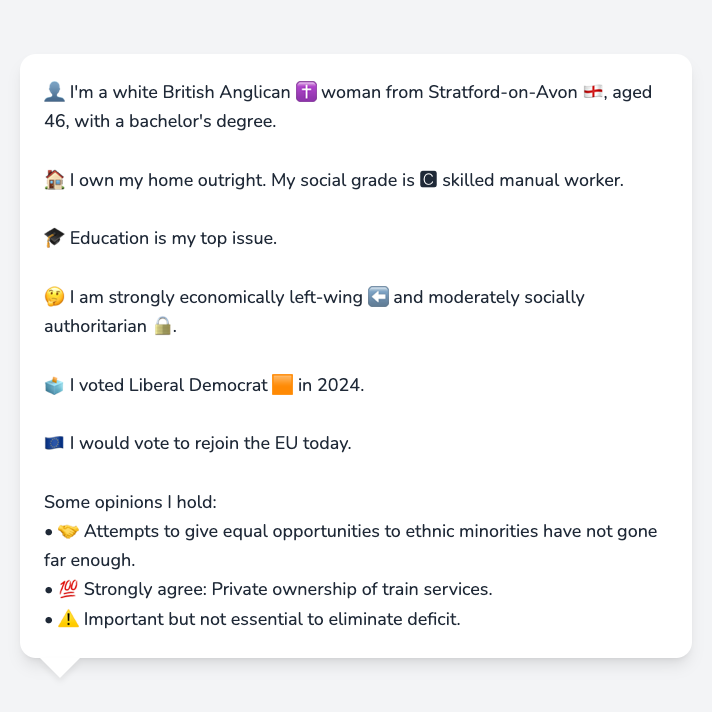 👤 I'm a white British Anglican ✝️ woman from Stratford-on-Avon 🏴󠁧󠁢󠁥󠁮󠁧󠁿, aged
46, with a bachelor's degree.
🏠 I own my home outright. My social grade is 🅲 skilled manual worker.
🎓 Education is my top issue.
🤔 I am strongly economically left-wing ⬅️ and moderately socially
authoritarian 🔒.
🗳️ I voted Liberal Democrat 🟧 in 2024.
🇪🇺 I would vote to rejoin the EU today.
Some opinions I hold:
• 🤝 Attempts to give equal opportunities to ethnic minorities have not gone
far enough.
• 💯 Strongly agree: Private ownership of train services.
• ⚠️ Important but not essential to eliminate deficit.